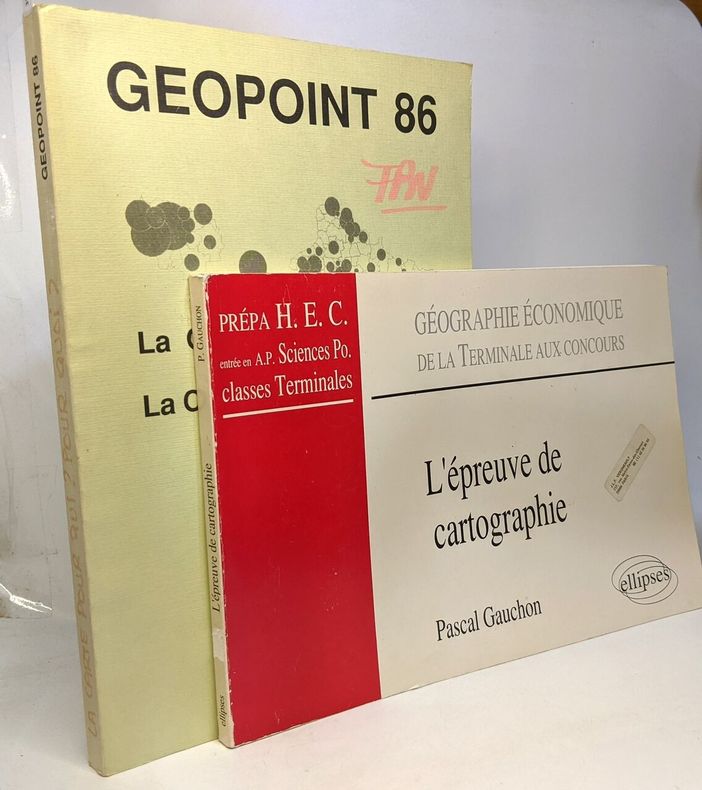 GEOPOINT 86
GEOPOINT 86
TAN
La
La C
LA CARTE POUR QUI? POUR QUOI?
P. GAUCHON
L'épreuve de cartographie
ellipses
PRÉPA H. E. C.
entrée en A.P. Sciences Po.
classes Terminales
GÉOGRAPHIE ÉCONOMIQUE
DE LA TERMINALE AUX CONCOURS
L'épreuve de
cartographie
Pascal Gauchon
ellipses